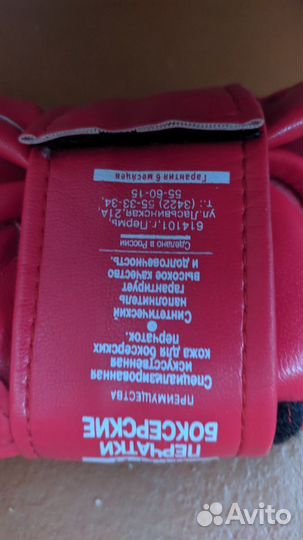 ПЕРЧАТКИ
БОКСЕРСКИЕ
ПРЕИМУЩЕСТВА
Специализированная
искусственная
кожа для боксерских
перчаток.
Синтетический
наполнитель
гарантирует
высокое качество
и долговечность.
Сделано в России
614101,г.Пермь,
ул.Ласьвинская,21А,
т.: (3422) 55-33-34,
55-60-15
Гарантия 6 месяцев
Avito